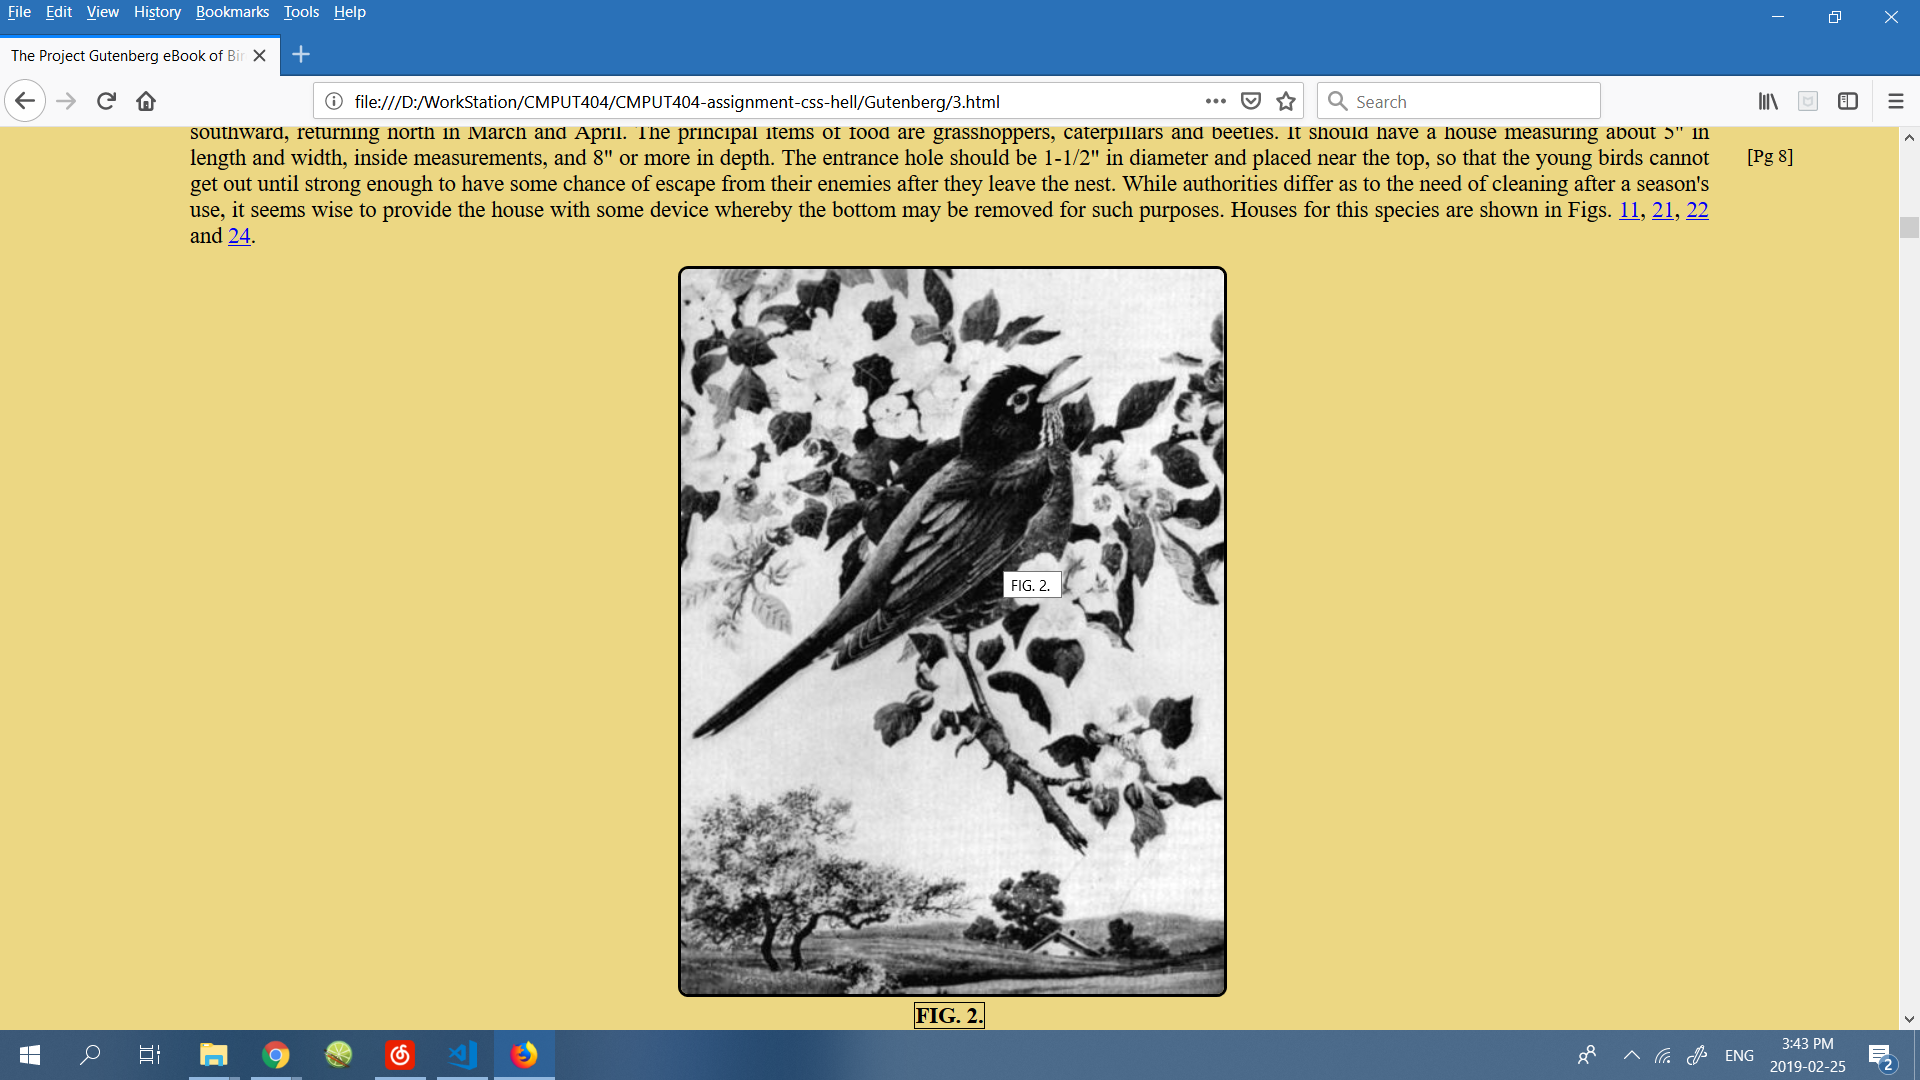 File Edit View History Bookmarks Tools Help
The Project Gutenberg eBook of Bir
file:///D:/WorkStation/CMPUT404/CMPUT404-assignment-css-hell/Gutenberg/3.html
Search
southward, returning north in March and April. The principal items of food are grasshoppers, caterpillars and beetles. It should have a house measuring about 5" in
length and width, inside measurements, and 8" or more in depth. The entrance hole should be 1-1/2" in diameter and placed near the top, so that the young birds cannot
[Pg 8]
get out until strong enough to have some chance of escape from their enemies after they leave the nest. While authorities differ as to the need of cleaning after a season's
use, it seems wise to provide the house with some device whereby the bottom may be removed for such purposes. Houses for this species are shown in Figs. 11, 21, 22
and 24.
FIG. 2.
FIG. 2.
ENG
3:43 PM
2019-02-25
2